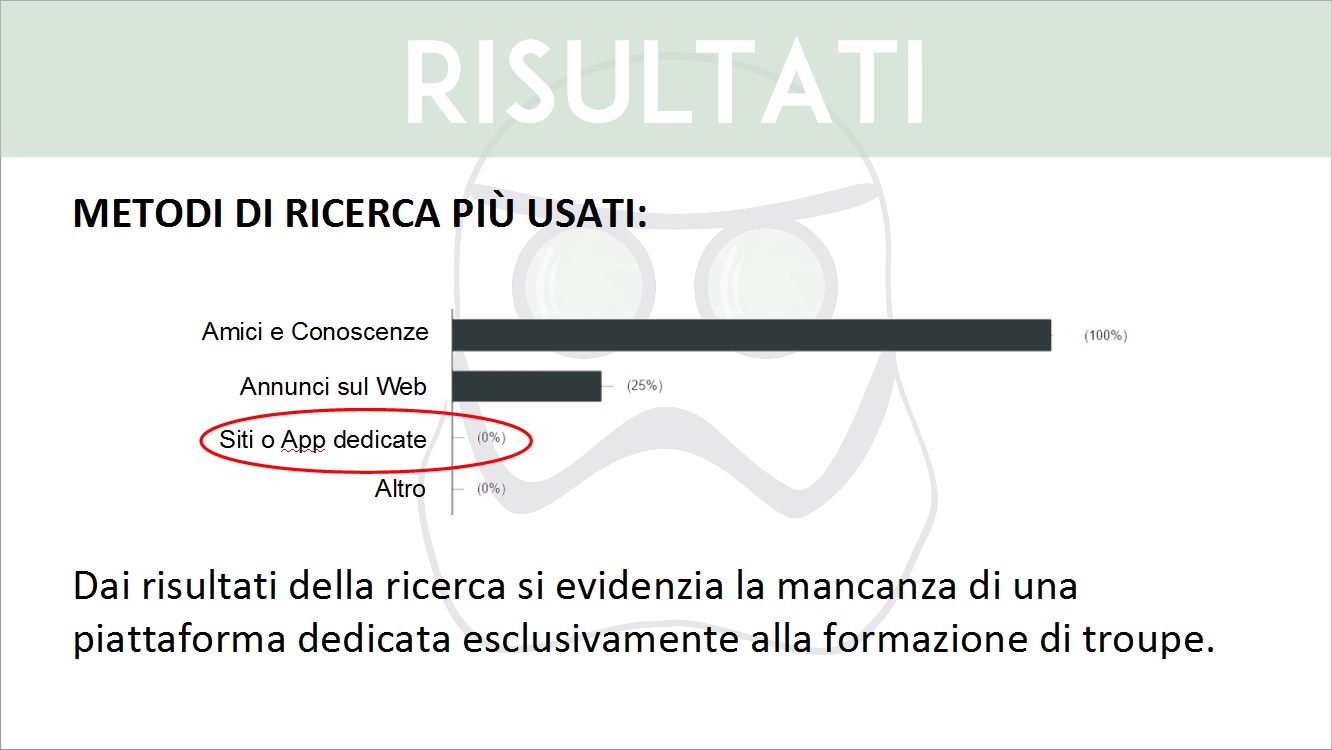 RISULTATI
METODI DI RICERCA PIÙ USATI:
Amici e Conoscenze (100%)
Annunci sul Web (25%)
Siti o App dedicate (0%)
Altro (0%)
Dai risultati della ricerca si evidenzia la mancanza di una
piattaforma dedicata esclusivamente alla formazione di troupe.